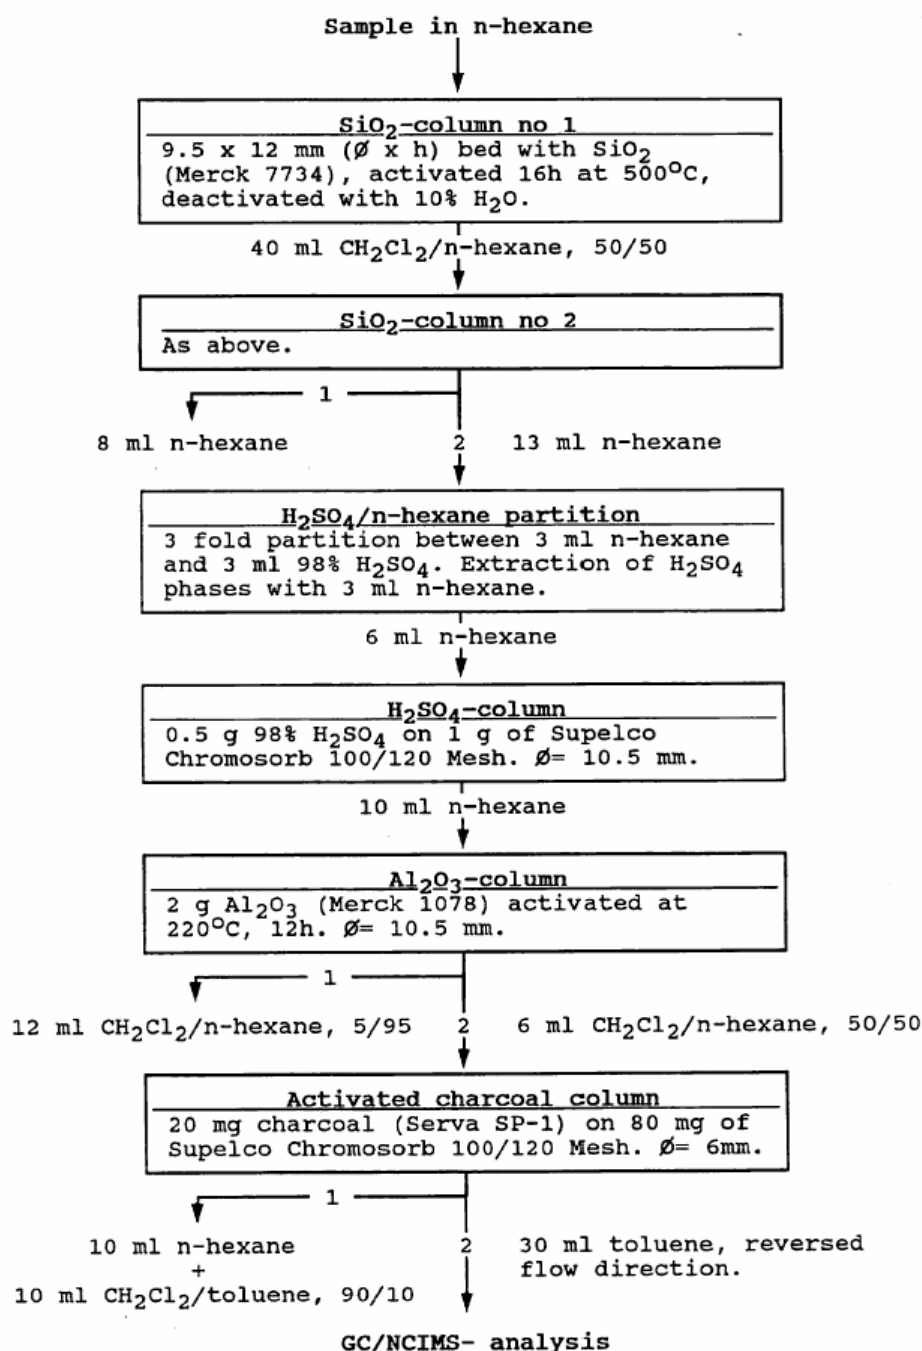 Sample in n-hexane
SiO₂-column no 1
9.5 x 12 mm (Ø x h) bed with SiO₂
(Merck 7734), activated 16h at 500°C,
deactivated with 10% H₂O.
40 ml CH₂Cl₂/n-hexane, 50/50
SiO₂-column no 2
As above.
1
8 ml n-hexane 2 13 ml n-hexane
H₂SO₄/n-hexane partition
3 fold partition between 3 ml n-hexane
and 3 ml 98% H₂SO₄. Extraction of H₂SO₄
phases with 3 ml n-hexane.
6 ml n-hexane
H₂SO₄-column
0.5 g 98% H₂SO₄ on 1 g of Supelco
Chromosorb 100/120 Mesh. Ø= 10.5 mm.
10 ml n-hexane
Al₂O₃-column
2 g Al₂O₃ (Merck 1078) activated at
220°C, 12h. Ø= 10.5 mm.
1
12 ml CH₂Cl₂/n-hexane, 5/95 2 6 ml CH₂Cl₂/n-hexane, 50/50
Activated charcoal column
20 mg charcoal (Serva SP-1) on 80 mg of
Supelco Chromosorb 100/120 Mesh. Ø= 6mm.
1
10 ml n-hexane 2 30 ml toluene, reversed
+ flow direction.
10 ml CH₂Cl₂/toluene, 90/10
GC/NCIMS- analysis